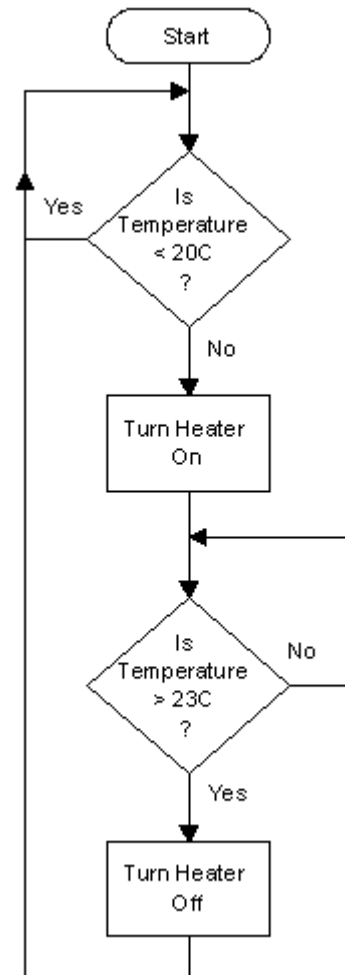 Start
Yes
Is
Temperature
< 20C
?
No
Turn Heater
On
Is
Temperature
> 23C
?
No
Yes
Turn Heater
Off